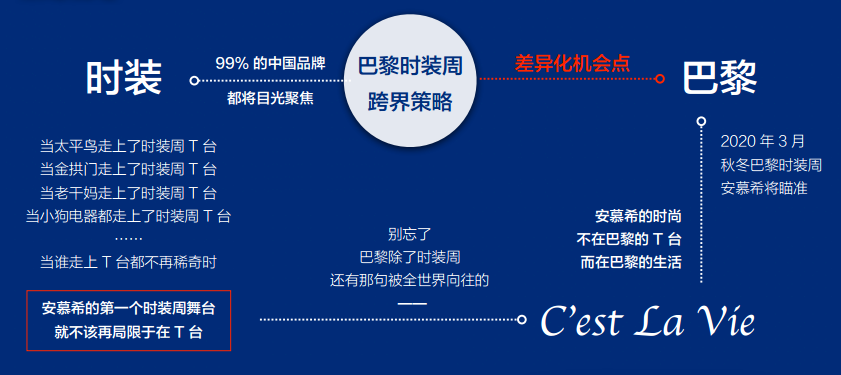 巴黎时装周
跨界策略
时装
99% 的中国品牌
都将目光聚焦
差异化机会点
巴黎
当太平鸟走上了时装周 T 台
当金拱门走上了时装周 T 台
当老干妈走上了时装周 T 台
当小狗电器都走上了时装周 T 台
……
当谁走上 T 台都不再稀奇时
安慕希的第一个时装周舞台
就不该再局限于在 T 台
别忘了
巴黎除了时装周
还有那句被全世界向往的
——
2020 年 3 月
秋冬巴黎时装周
安慕希将瞄准
安慕希的时尚
不在巴黎的 T 台
而在巴黎的生活
C’est La Vie